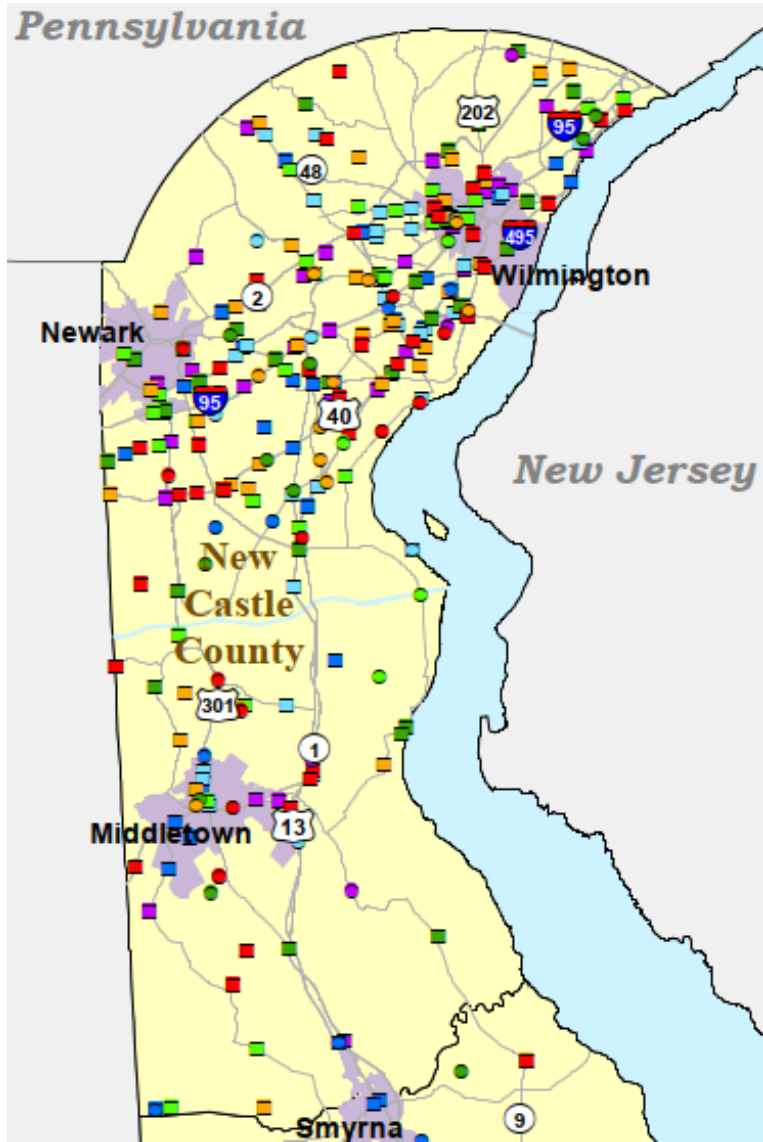 Pennsylvania
202
95
48
495
Wilmington
2
Newark
95
40
New Jersey
New
Castle
County
301
1
13
Middletown
9
Smyrna